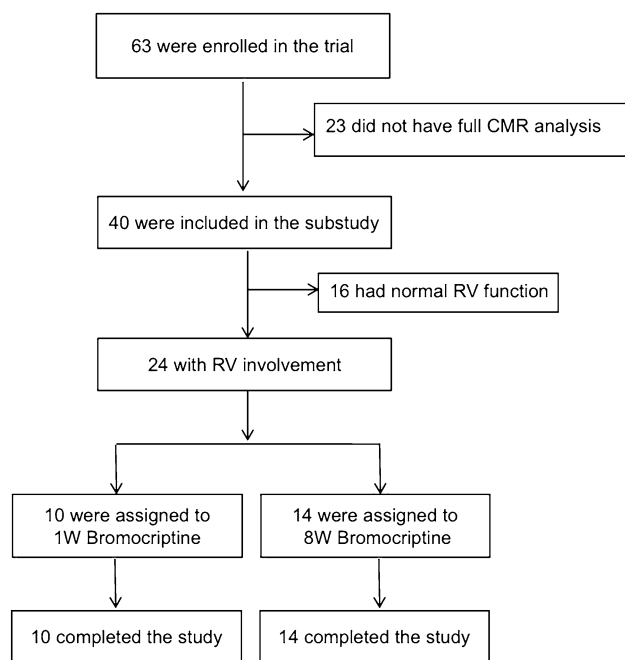 63 were enrolled in the trial
23 did not have full CMR analysis
40 were included in the substudy
16 had normal RV function
24 with RV involvement
10 were assigned to
1W Bromocriptine
14 were assigned to
8W Bromocriptine
10 completed the study
14 completed the study